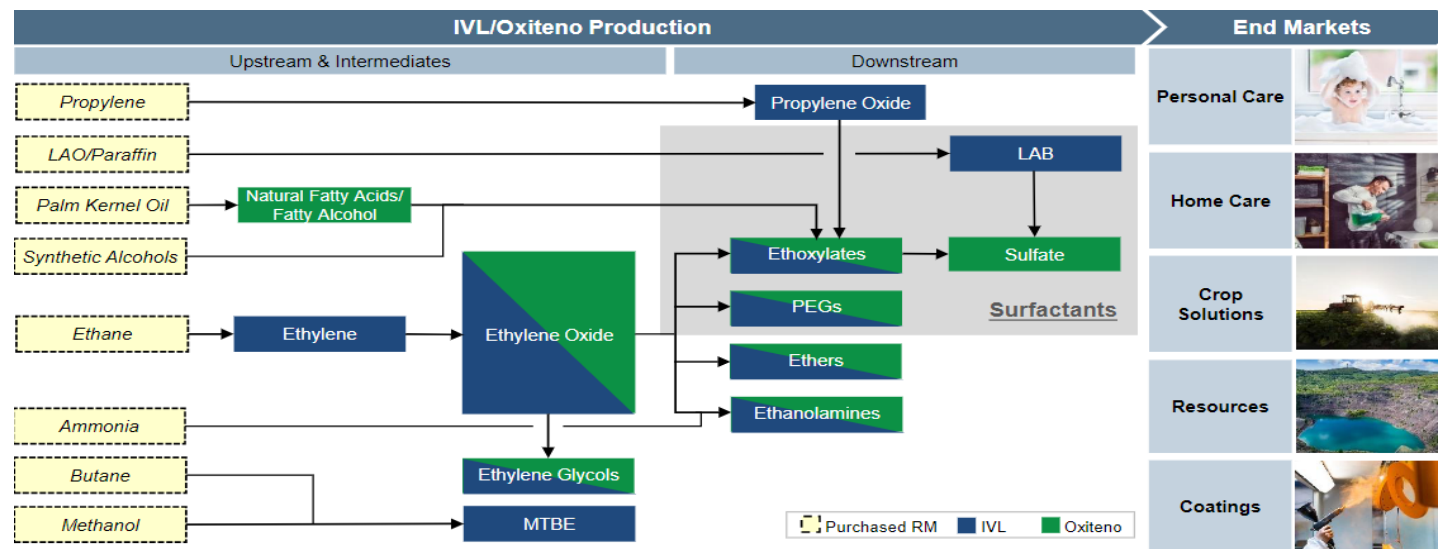 IVL/Oxiteno Production
End Markets
Upstream & Intermediates
Downstream
Propylene
Propylene Oxide
LAO/Paraffin
LAB
Palm Kernel Oil
Natural Fatty Acids/
Fatty Alcohol
Synthetic Alcohols
Ethoxylates
Sulfate
PEGs
Surfactants
Ethane
Ethylene
Ethylene Oxide
Ethers
Ethanolamines
Ammonia
Butane
Ethylene Glycols
Methanol
MTBE
Purchased RM
IVL
Oxiteno
Personal Care
Home Care
Crop
Solutions
Resources
Coatings